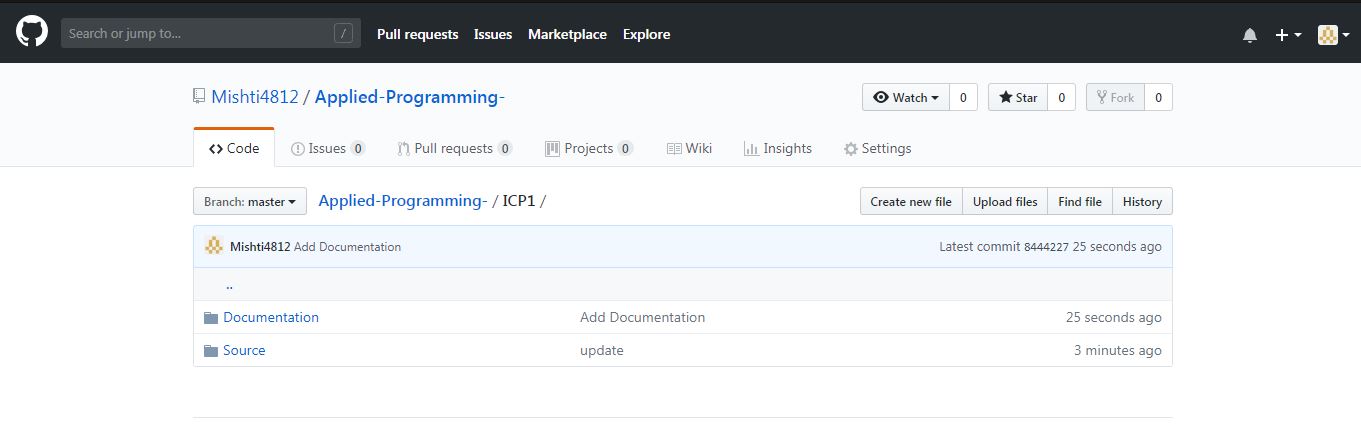 Search or jump to... / Pull requests Issues Marketplace Explore
Mishti4812 / Applied-Programming- Watch 0 Star 0 Fork 0
Code Issues 0 Pull requests 0 Projects 0 Wiki Insights Settings
Branch: master Applied-Programming- / ICP1 / Create new file Upload files Find file History
Mishti4812 Add Documentation Latest commit 8444227 25 seconds ago
..
Documentation Add Documentation 25 seconds ago
Source update 3 minutes ago